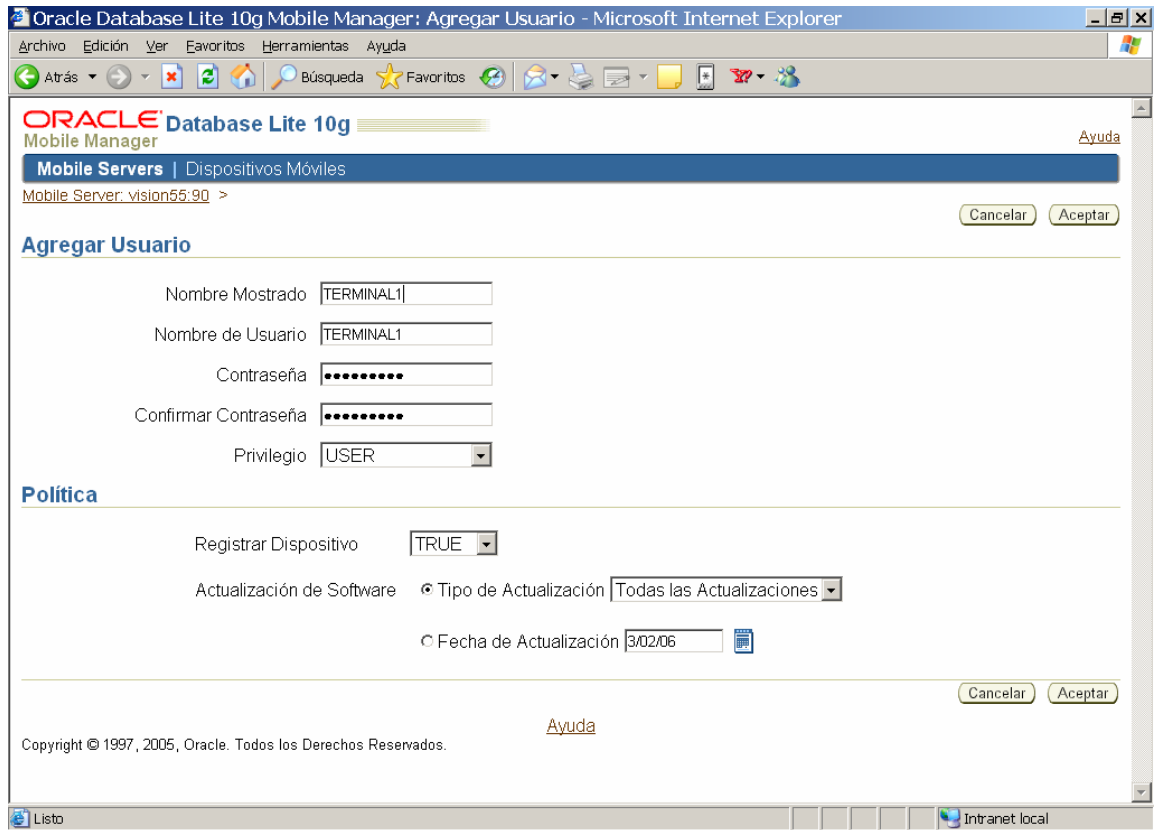 Oracle Database Lite 10g Mobile Manager: Agregar Usuario - Microsoft Internet Explorer
Archivo Edición Ver Favoritos Herramientas Ayuda
Atrás Búsqueda Favoritos
ORACLE Database Lite 10g
Mobile Manager
Ayuda
Mobile Servers | Dispositivos Móviles
Mobile Server: vision55:90 >
Cancelar Aceptar
Agregar Usuario
Nombre Mostrado TERMINAL1
Nombre de Usuario TERMINAL1
Contraseña •••••••••
Confirmar Contraseña •••••••••
Privilegio USER
Política
Registrar Dispositivo TRUE
Actualización de Software Tipo de Actualización Todas las Actualizaciones
Fecha de Actualización 3/02/06
Cancelar Aceptar
Ayuda
Copyright © 1997, 2005, Oracle. Todos los Derechos Reservados.
Listo Intranet local